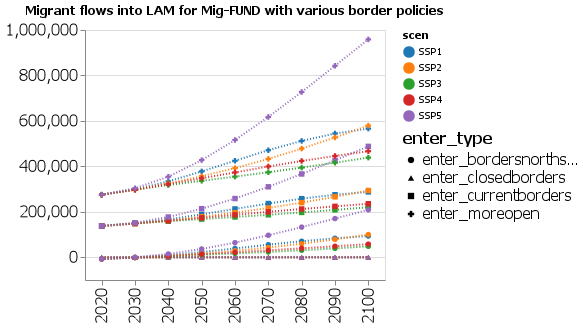 Migrant flows into LAM for Mig-FUND with various border policies
1,000,000
800,000
600,000
400,000
200,000
0
2020
2030
2040
2050
2060
2070
2080
2090
2100
scen
SSP1
SSP2
SSP3
SSP4
SSP5
enter_type
enter_bordersnorths...
enter_closedborders
enter_currentborders
enter_moreopen